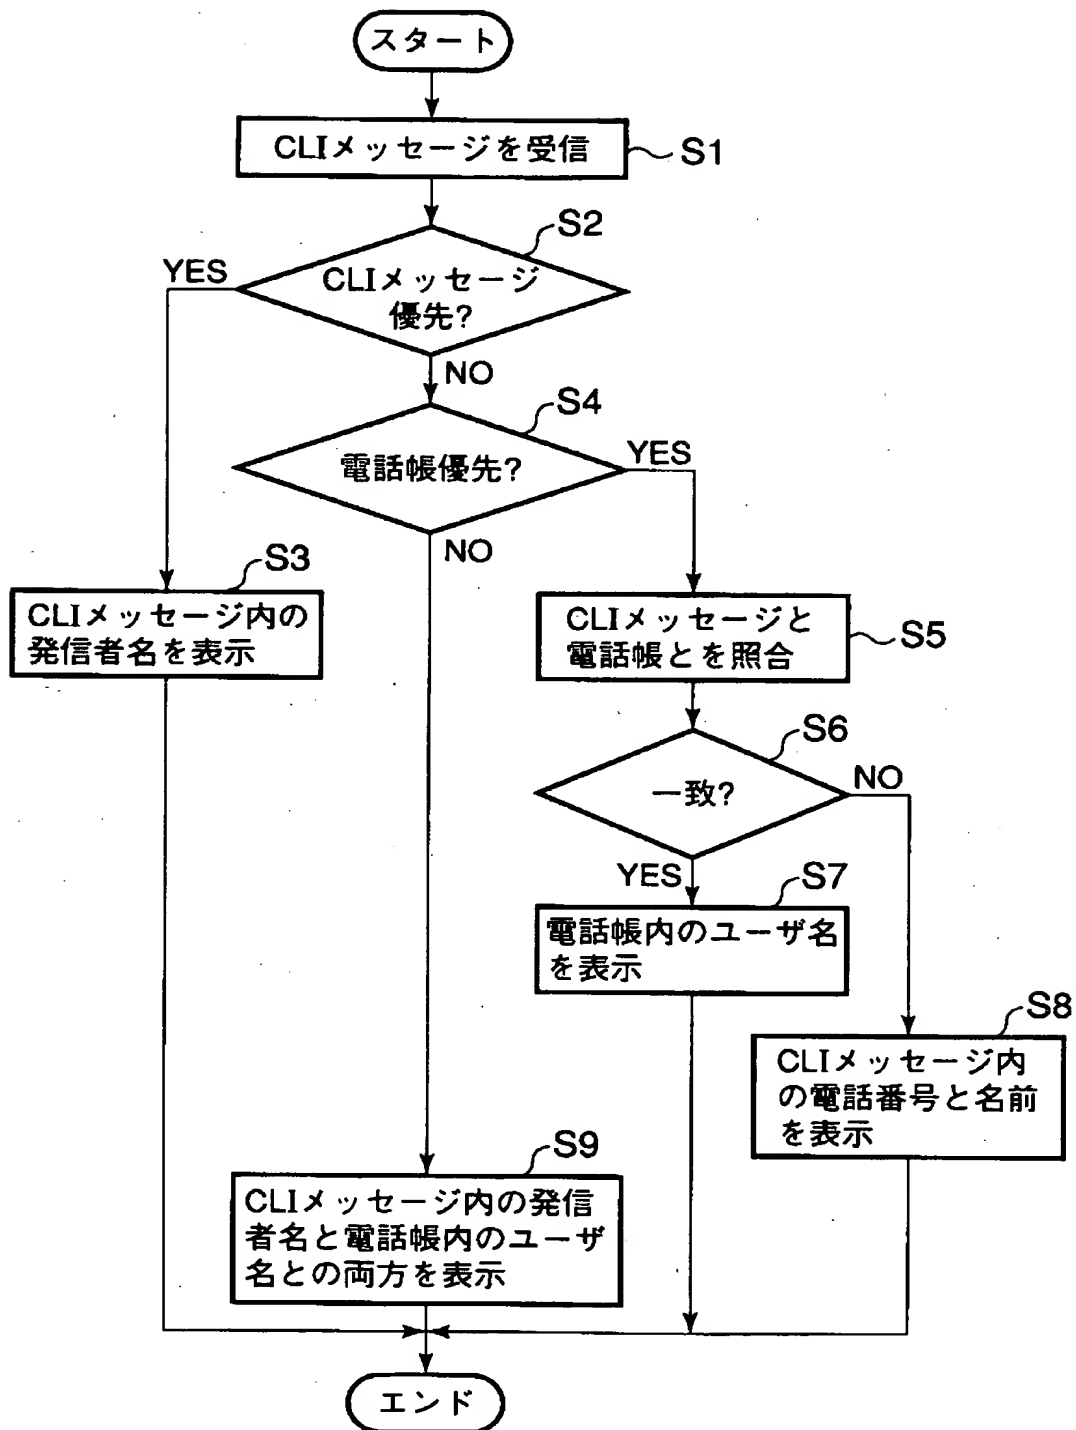 スタート
CLIメッセージを受信
S1
S2
YES
CLIメッセージ
優先?
NO
S4
電話帳優先?
YES
NO
S3
CLIメッセージ内の
発信者名を表示
CLIメッセージと
電話帳とを照合
S5
S6
一致?
NO
YES
S7
電話帳内のユーザ名
を表示
S8
CLIメッセージ内
の電話番号と名前
を表示
S9
CLIメッセージ内の発信
者名と電話帳内のユーザ
名との両方を表示
エンド